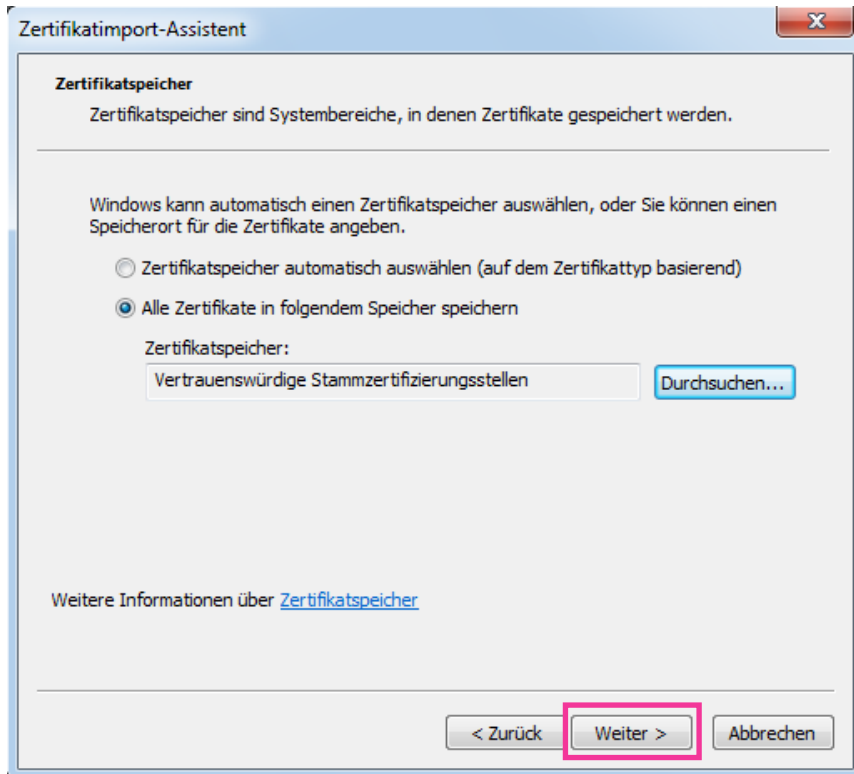 Zertifikatimport-Assistent
Zertifikatspeicher
Zertifikatspeicher sind Systembereiche, in denen Zertifikate gespeichert werden.
Windows kann automatisch einen Zertifikatspeicher auswählen, oder Sie können einen
Speicherort für die Zertifikate angeben.
Zertifikatspeicher automatisch auswählen (auf dem Zertifikattyp basierend)
Alle Zertifikate in folgendem Speicher speichern
Zertifikatspeicher:
Vertrauenswürdige Stammzertifizierungsstellen Durchsuchen...
Weitere Informationen über Zertifikatspeicher
< Zurück Weiter > Abbrechen